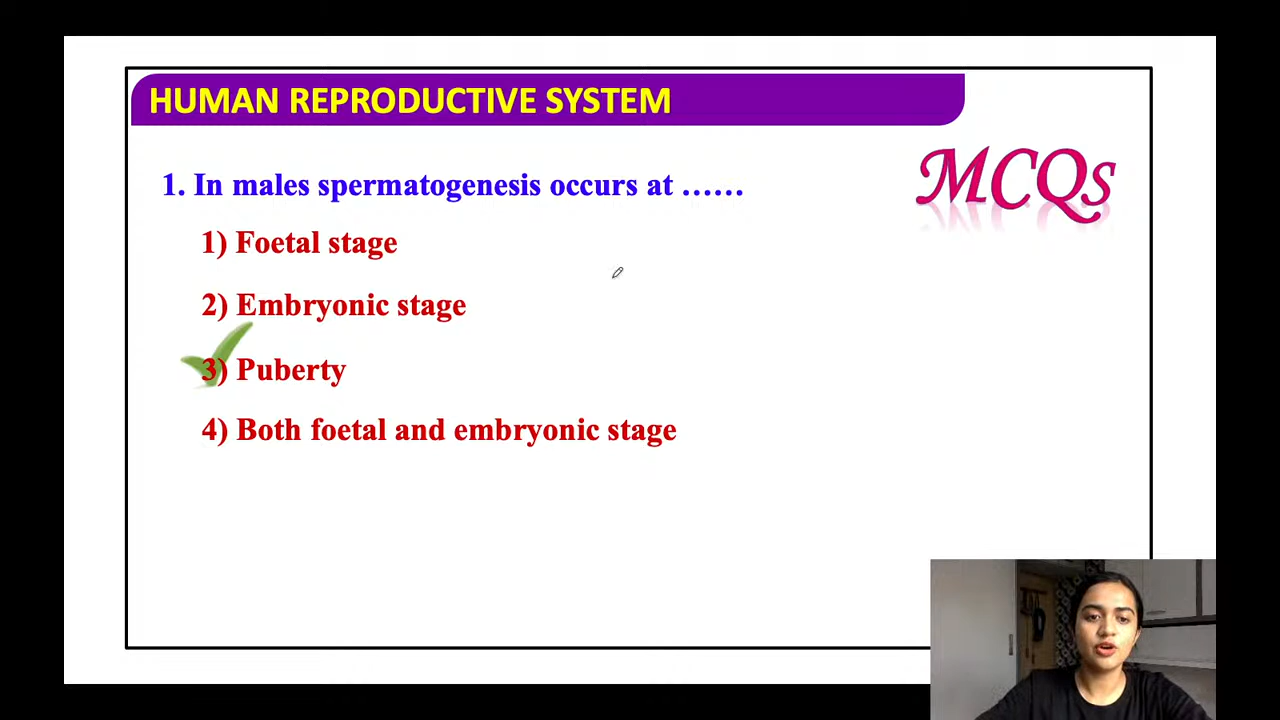 HUMAN REPRODUCTIVE SYSTEM
MCQs
1. In males spermatogenesis occurs at ......
1) Foetal stage
2) Embryonic stage
3) Puberty
4) Both foetal and embryonic stage